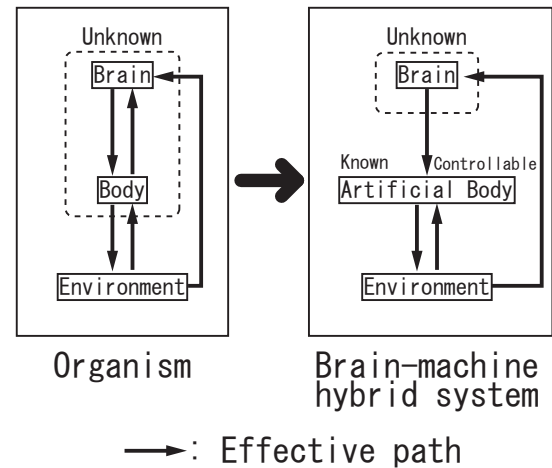 Unknown
Brain
Body
Environment
Organism
Unknown
Brain
Known Controllable
Artificial Body
Environment
Brain-machine
hybrid system
: Effective path